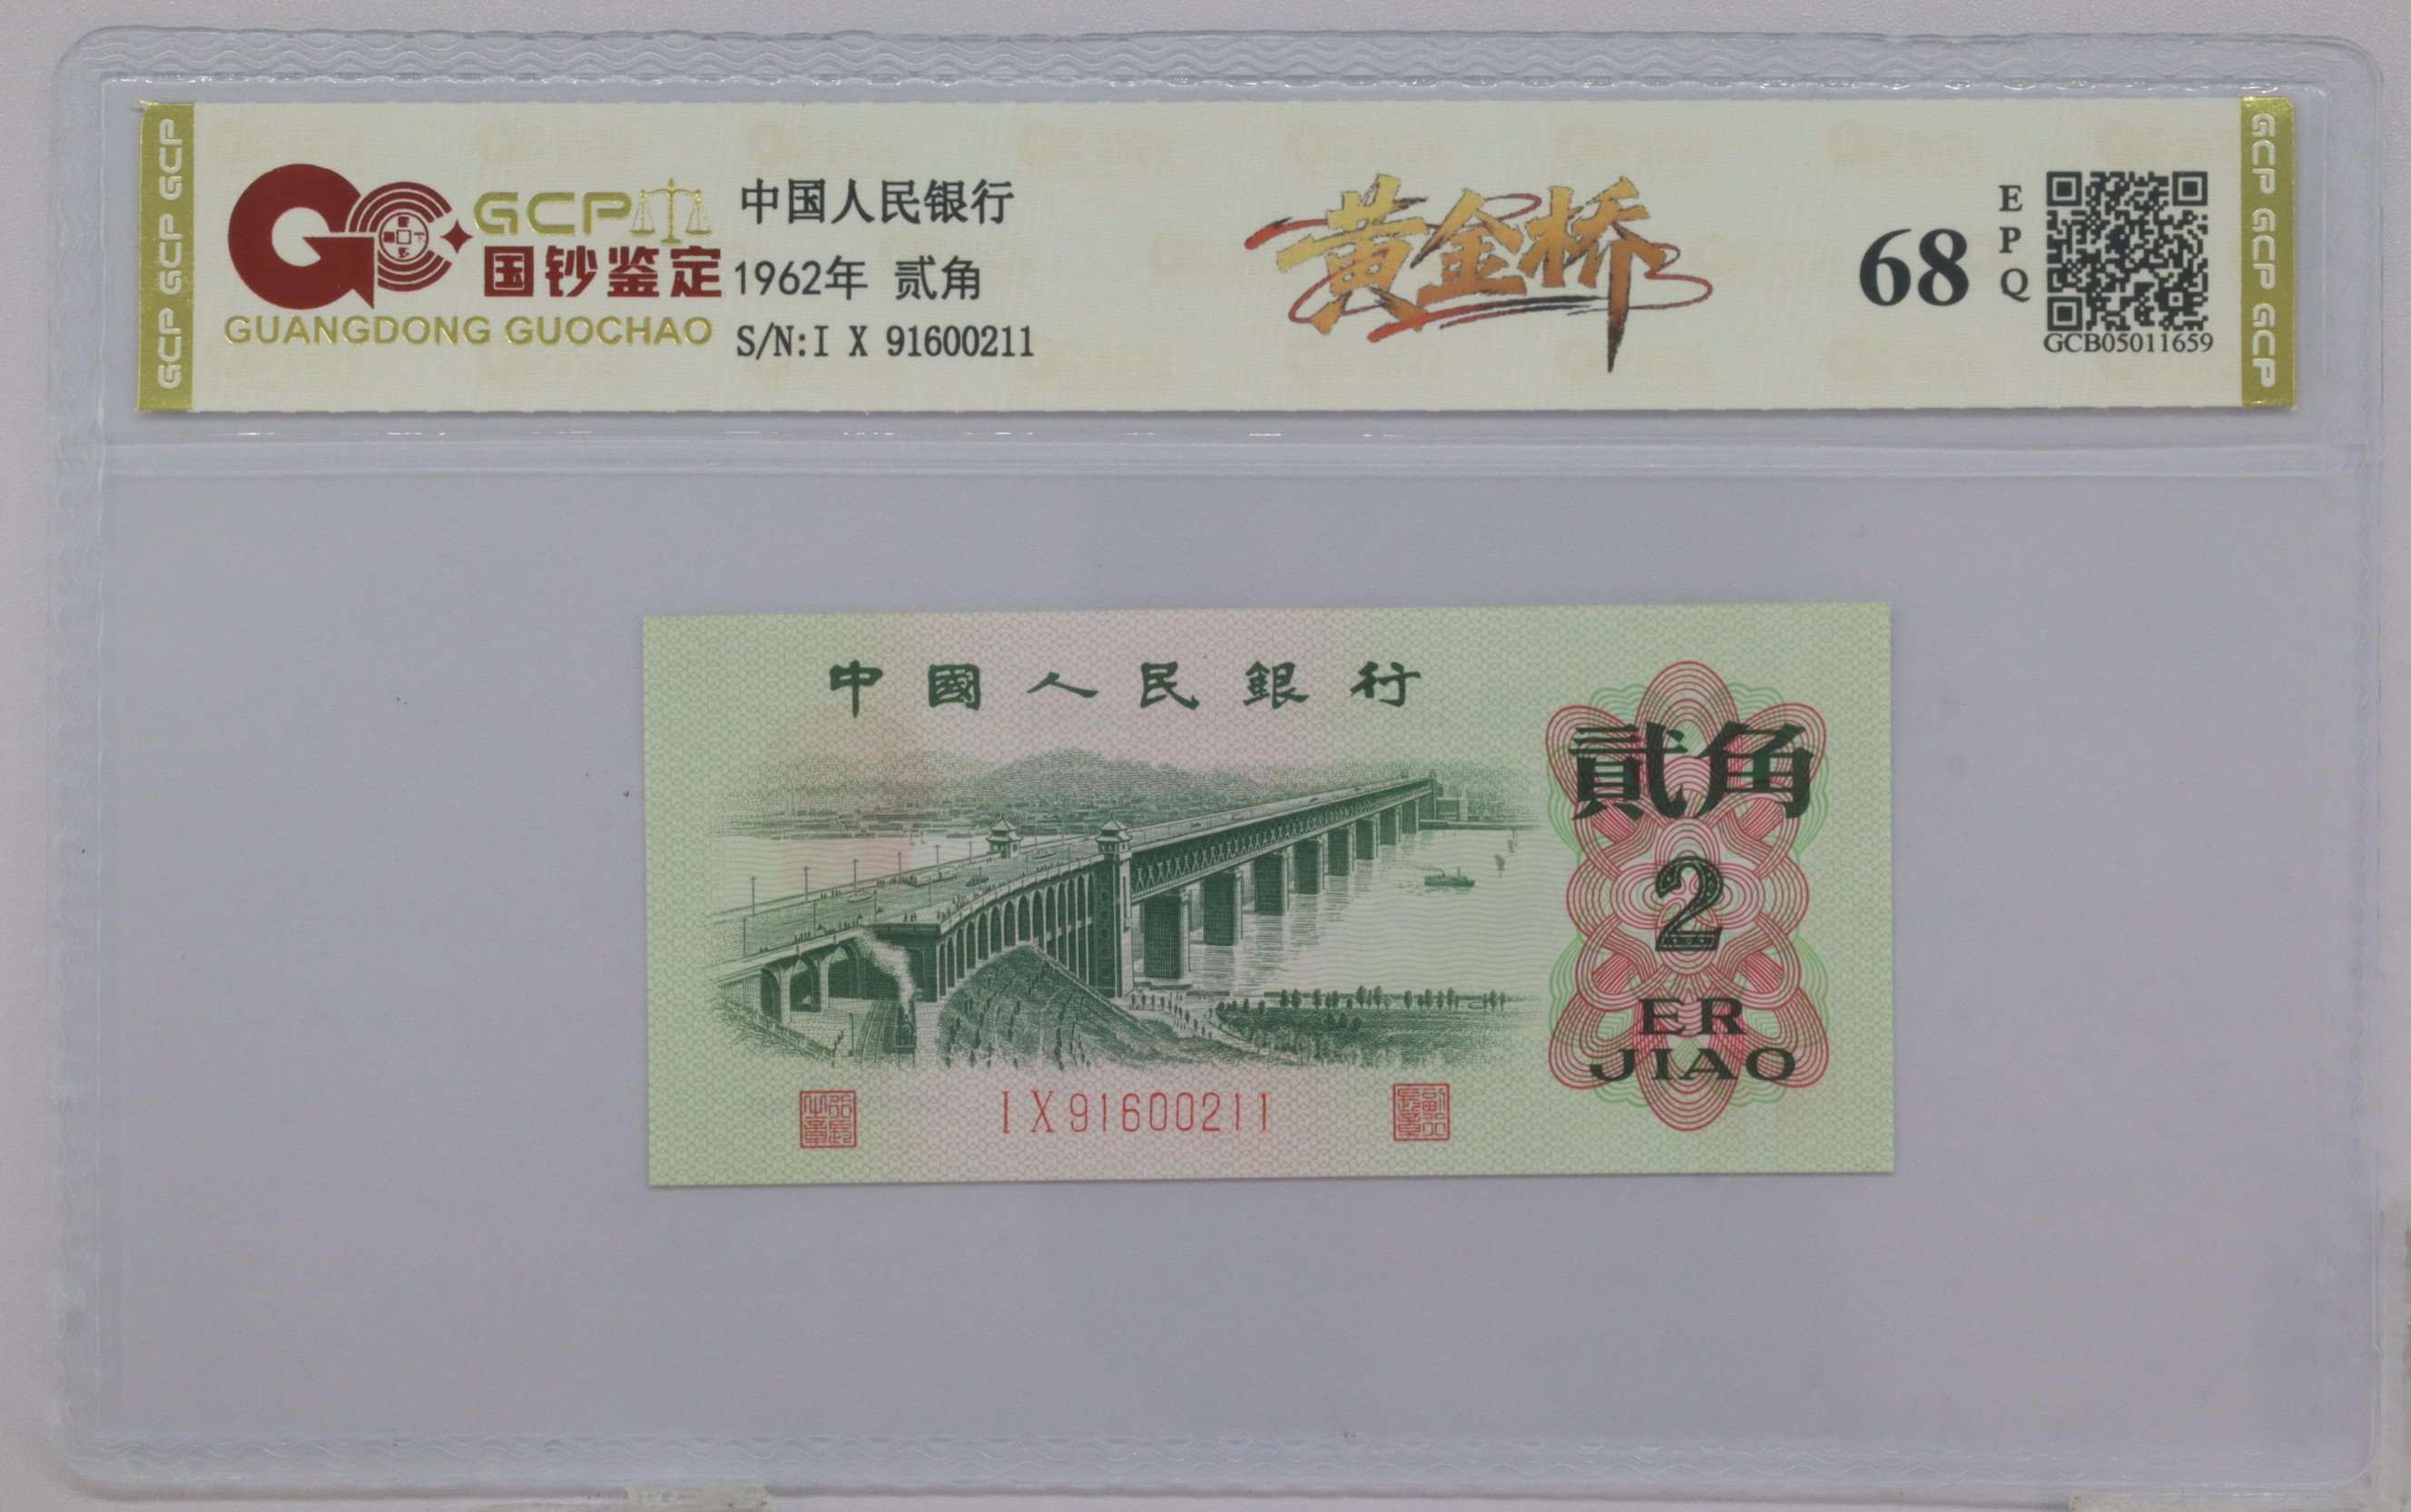 GCP GCP GCP
GCP
国钞鉴定
GUANGDONG GUOCHAO
中国人民银行
1962年 贰角
S/N:I X 91600211
黄金桥
68
EPQ
GCB05011659
GCP GCP GCP
中國人民銀行
貳角
2
ER
JIAO
I X 91600211